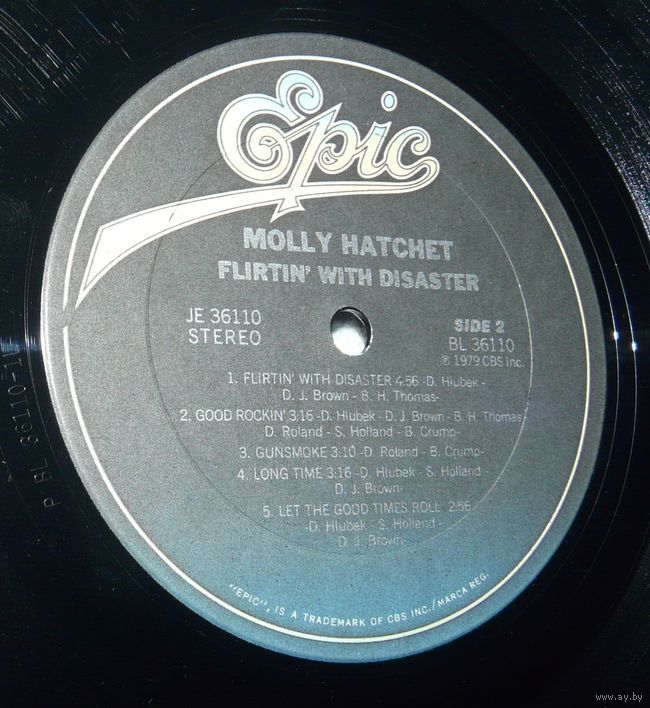 Epic
MOLLY HATCHET
FLIRTIN' WITH DISASTER
JE 36110
STEREO
SIDE 2
BL 36110
℗ 1979 CBS Inc.
1. FLIRTIN' WITH DISASTER 4:56 -D. Hlubek -
D. J. Brown - B. H. Thomas-
2. GOOD ROCKIN' 3:16 -D. Hlubek - D. J. Brown - B. H. Thomas
D. Roland - S. Holland - B. Crump-
3. GUNSMOKE 3:10 -D. Roland - B. Crump-
4. LONG TIME 3:16 -D. Hlubek - S. Holland -
D. J. Brown-
5. LET THE GOOD TIMES ROLL 2:56
-D. Hlubek - S. Holland -
D. J. Brown-
"EPIC", IS A TRADEMARK OF CBS INC./MARCA REG.
P BL 36110-1
www.ay.by